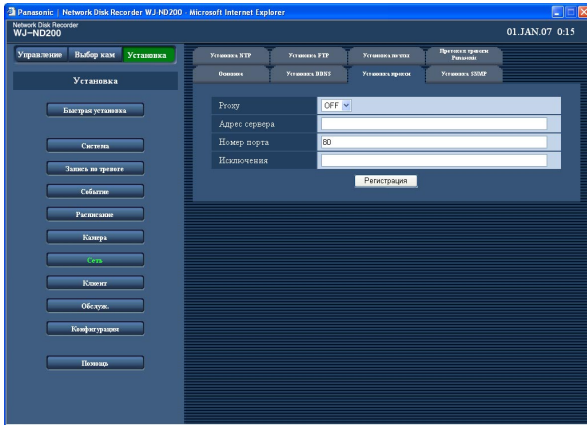 Panasonic | Network Disk Recorder WJ-ND200 - Microsoft Internet Explorer
Network Disk Recorder
WJ-ND200
01.JAN.07 0:15
Управление Выбор кам Установка
Установка
Быстрая установка
Система
Запись по тревоге
Событие
Расписание
Камера
Сеть
Клиент
Обслуж.
Конфигурация
Помощь
Установка NTP Установка FTP Установка почты Протокол тревоги Panasonic
Основное Установка DDNS Установка прокси Установка SNMP
Proxy OFF
Адрес сервера
Номер порта 80
Исключения
Регистрация